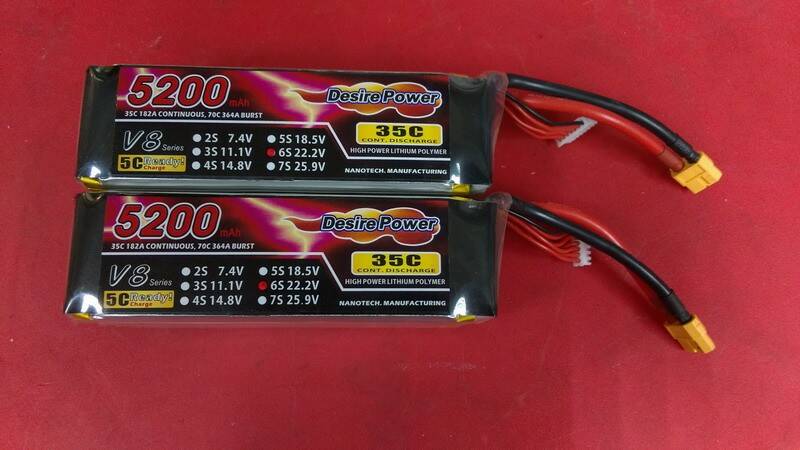 5200 mAh
Desire Power
35C 182A CONTINUOUS, 70C 364A BURST
V8 Series
5C Ready!
Charge
2S 7.4V
3S 11.1V
4S 14.8V
5S 18.5V
6S 22.2V
7S 25.9V
35C
CONT. DISCHARGE
HIGH POWER LITHIUM POLYMER
NANOTECH. MANUFACTURING
5200 mAh
Desire Power
35C 182A CONTINUOUS, 70C 364A BURST
V8 Series
5C Ready!
Charge
2S 7.4V
3S 11.1V
4S 14.8V
5S 18.5V
6S 22.2V
7S 25.9V
35C
CONT. DISCHARGE
HIGH POWER LITHIUM POLYMER
NANOTECH. MANUFACTURING